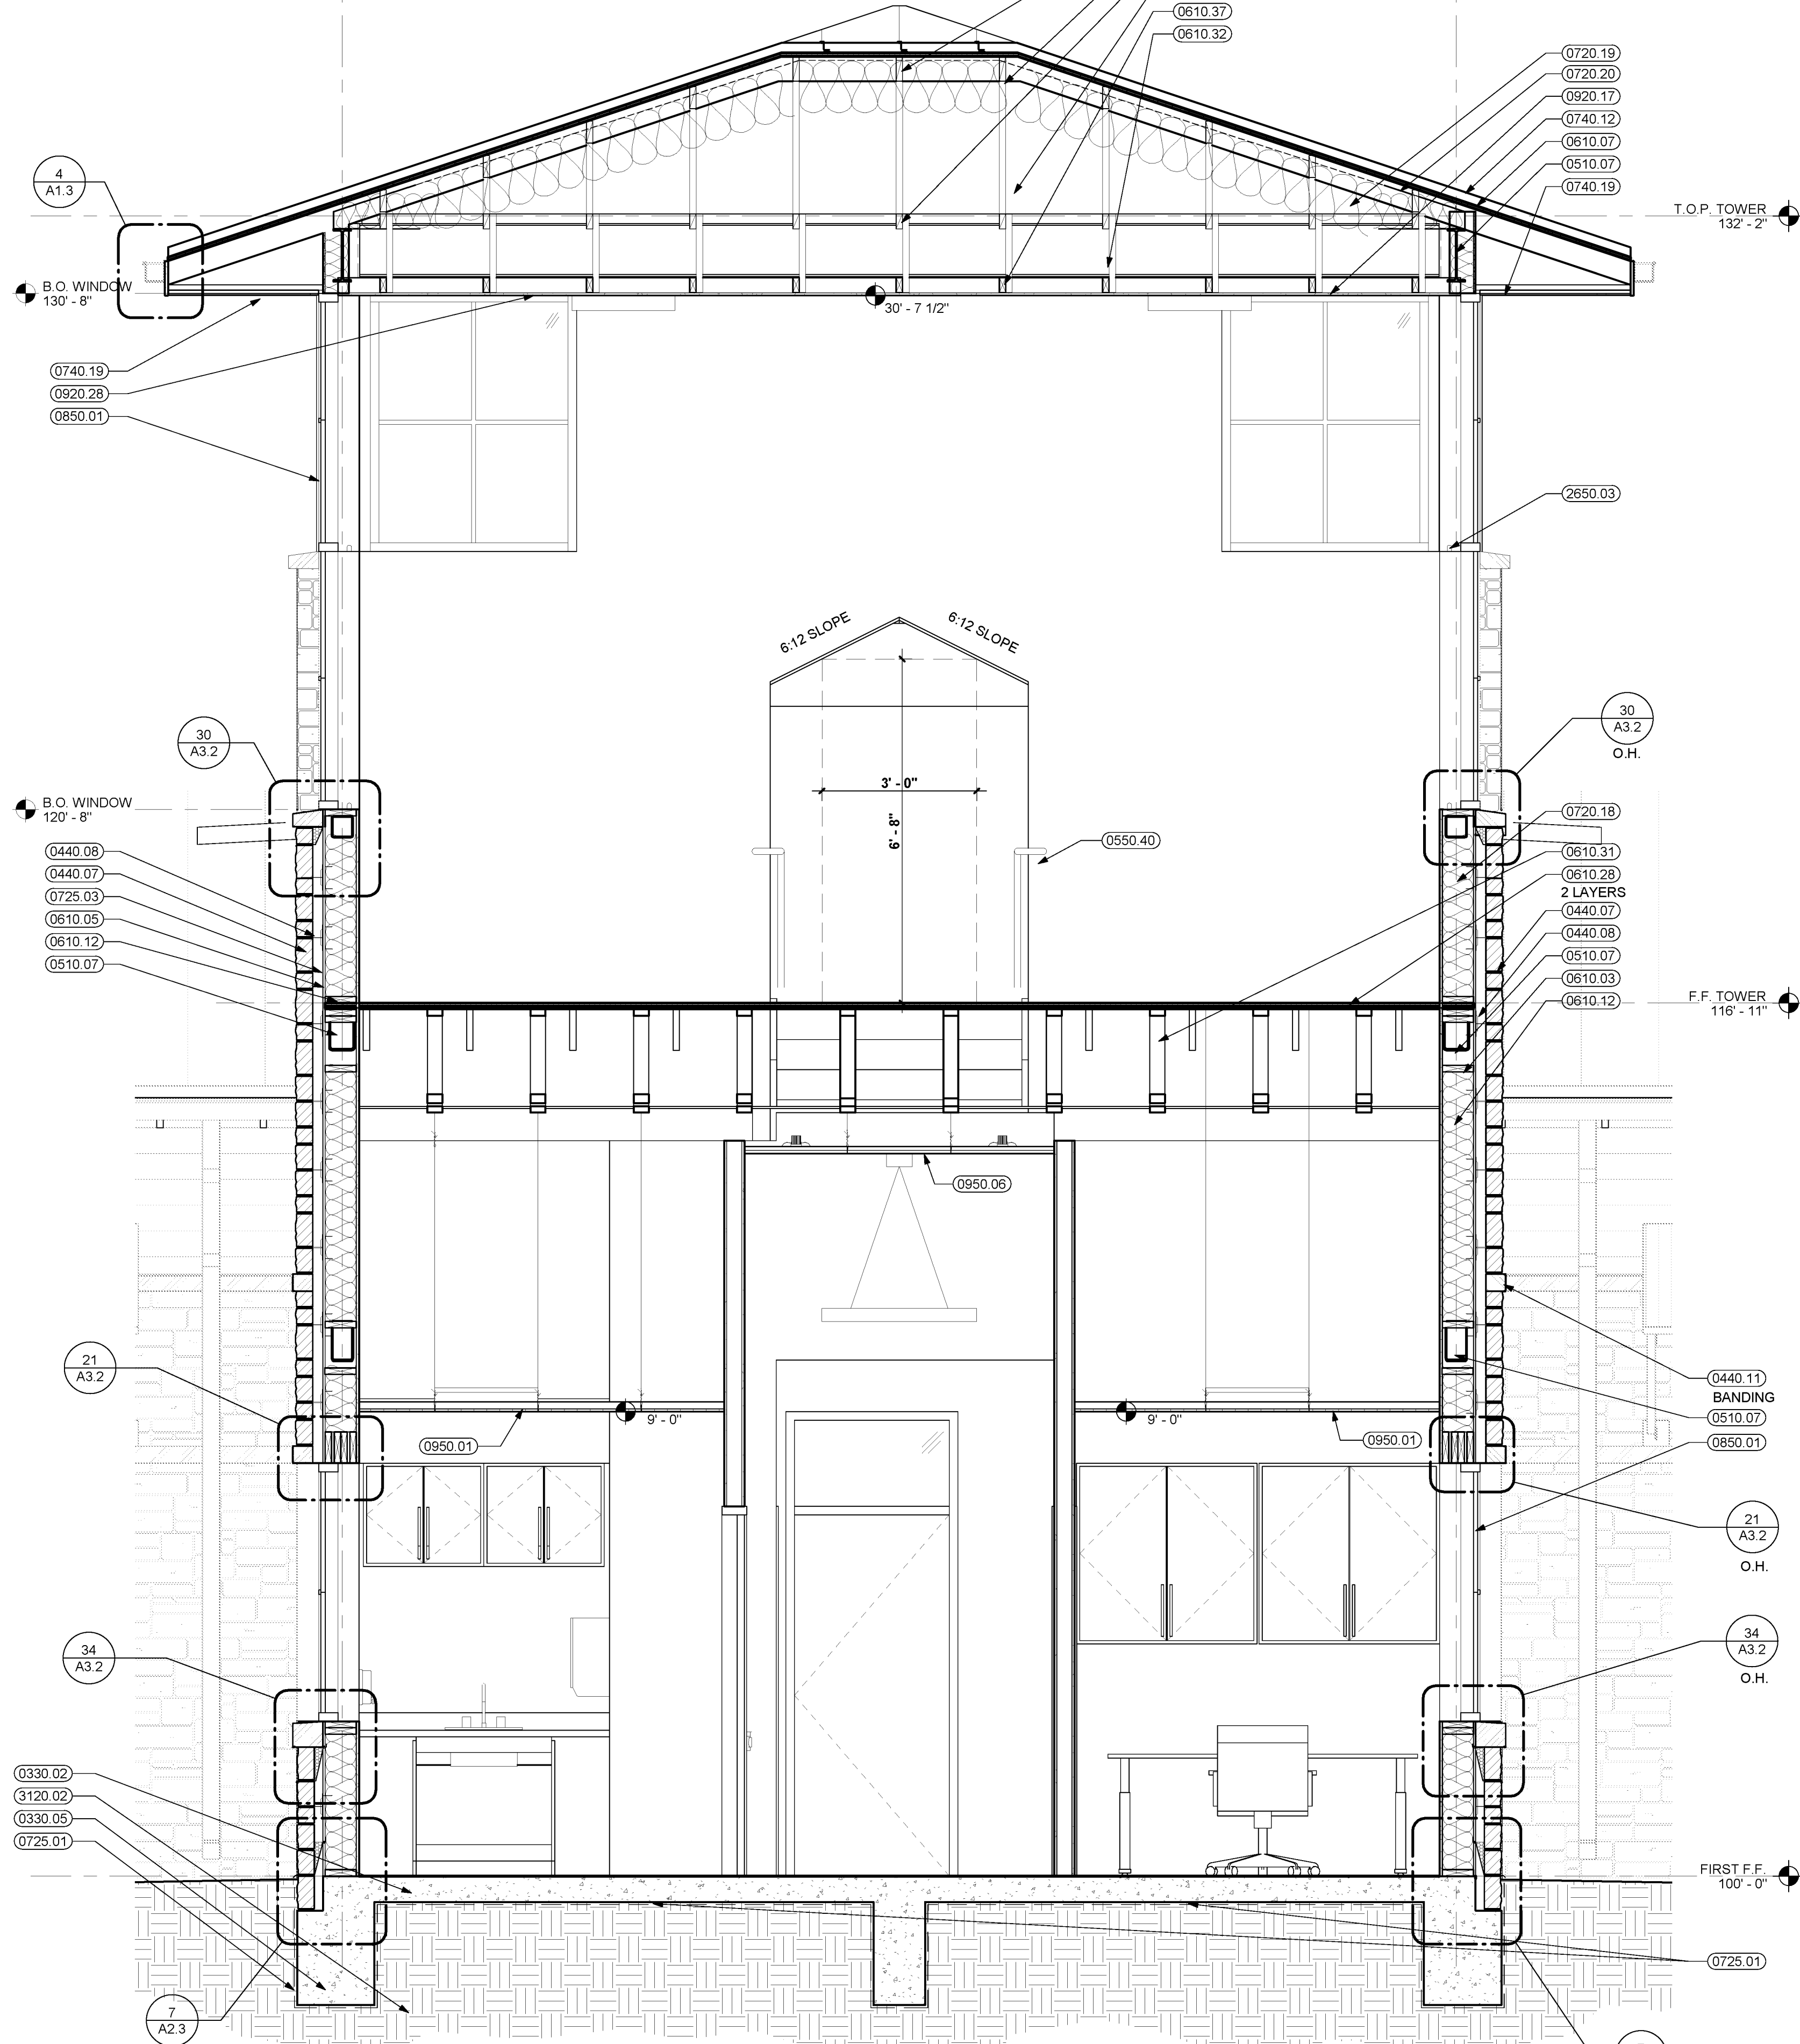 0610.37
0610.32
0720.19
0720.20
0920.17
0740.12
0610.07
0510.07
0740.19
4
A1.3
T.O.P. TOWER
132' - 2"
B.O. WINDOW
130' - 8"
30' - 7 1/2"
0740.19
0920.28
0850.01
2650.03
6:12 SLOPE
6:12 SLOPE
30
A3.2
30
A3.2
O.H.
3' - 0"
6' - 8"
B.O. WINDOW
120' - 8"
0550.40
0440.08
0440.07
0725.03
0610.05
0610.12
0510.07
0720.18
0610.31
0610.28
2 LAYERS
0440.07
0440.08
0510.07
0610.03
0610.12
F.F. TOWER
116' - 11"
0950.06
21
A3.2
0440.11
BANDING
0510.07
0850.01
9' - 0"
9' - 0"
0950.01
0950.01
21
A3.2
O.H.
34
A3.2
34
A3.2
O.H.
0330.02
3120.02
0330.05
0725.01
FIRST F.F.
100' - 0"
0725.01
7
A2.3